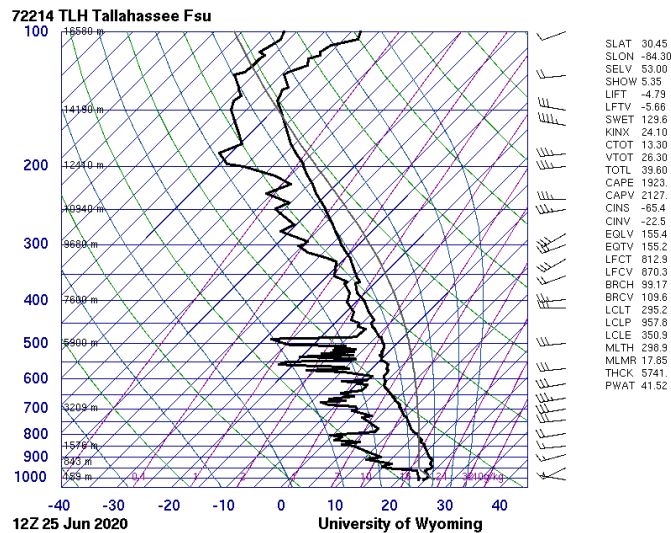 72214 TLH Tallahassee Fsu
100
16580 m
14190 m
200
12410 m
10940 m
300
9680 m
400
7600 m
500
5900 m
600
700
3209 m
800
1576 m
900
843 m
1000
159 m
0.4
1
2
4
7
10
16
24
32
40g/kg
-40 -30 -20 -10 0 10 20 30 40
12Z 25 Jun 2020
University of Wyoming
SLAT 30.45
SLON -84.30
SELV 53.00
SHOW 5.35
LIFT -4.79
LFTV -5.66
SWET 129.6
KINX 24.10
CTOT 13.30
VTOT 26.30
TOTL 39.60
CAPE 1923.
CAPV 2127.
CINS -65.4
CINV -22.5
EQLV 155.4
EQTV 155.2
LFCT 812.9
LFCV 870.3
BRCH 99.17
BRCV 109.6
LCLT 295.2
LCLP 957.8
LCLE 350.9
MLTH 298.9
MLMR 17.85
THCK 5741.
PWAT 41.52